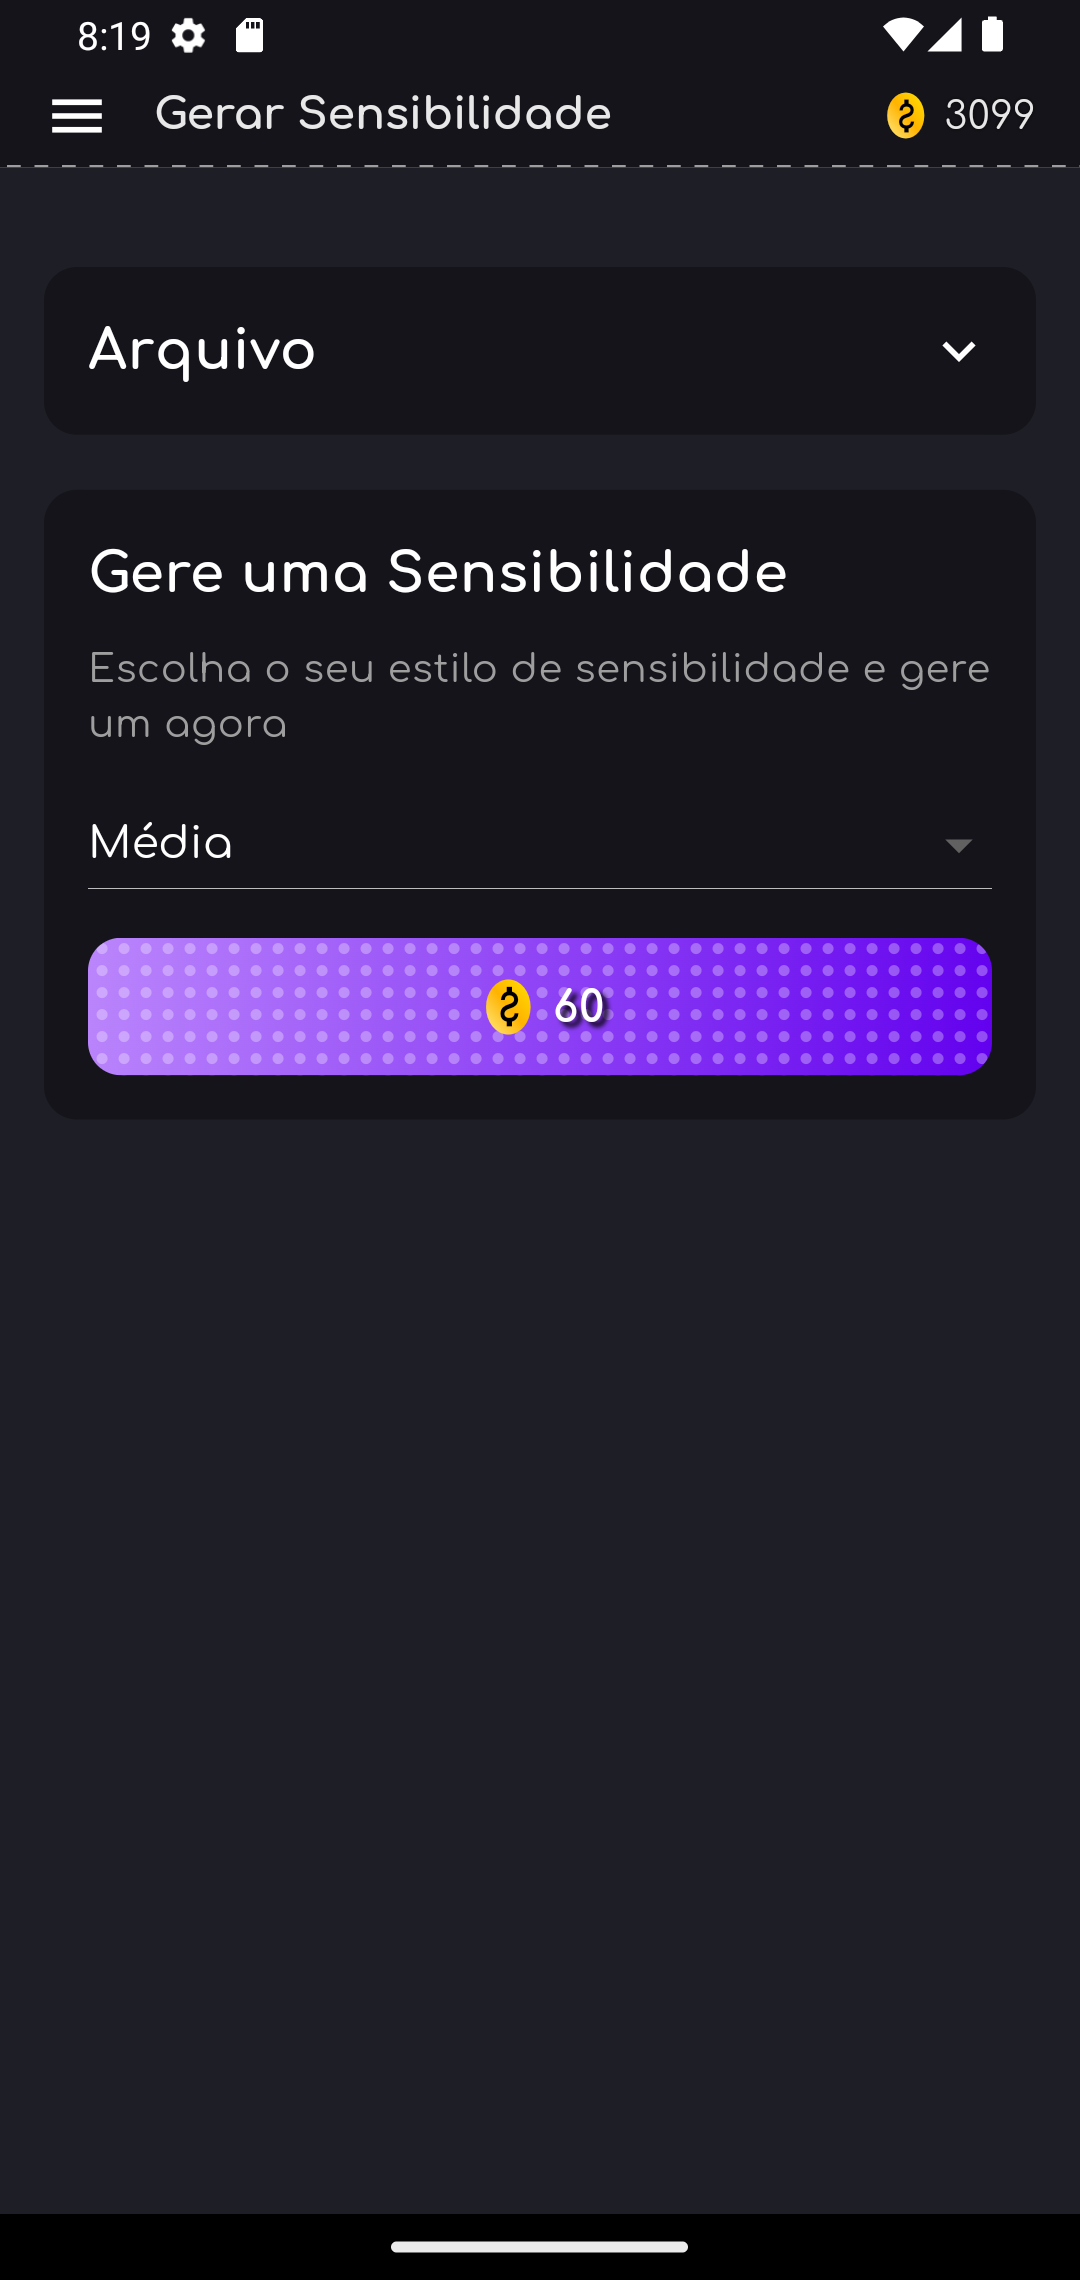 8:19
Gerar Sensibilidade
3099
Arquivo
Gere uma Sensibilidade
Escolha o seu estilo de sensibilidade e gere
um agora
Média
60